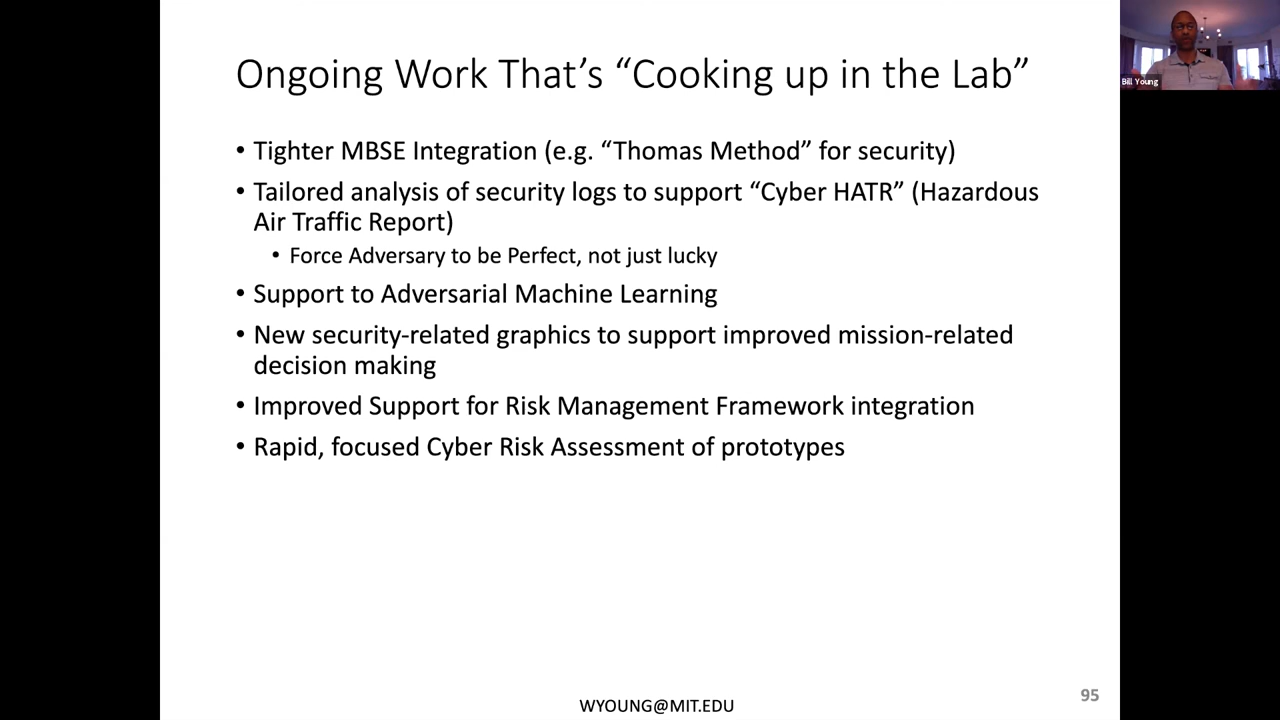 Ongoing Work That's “Cooking up in the Lab”
• Tighter MBSE Integration (e.g. “Thomas Method” for security)
• Tailored analysis of security logs to support “Cyber HATR” (Hazardous
Air Traffic Report)
• Force Adversary to be Perfect, not just lucky
• Support to Adversarial Machine Learning
• New security-related graphics to support improved mission-related
decision making
• Improved Support for Risk Management Framework integration
• Rapid, focused Cyber Risk Assessment of prototypes
WYOUNG@MIT.EDU
95
Bill Young